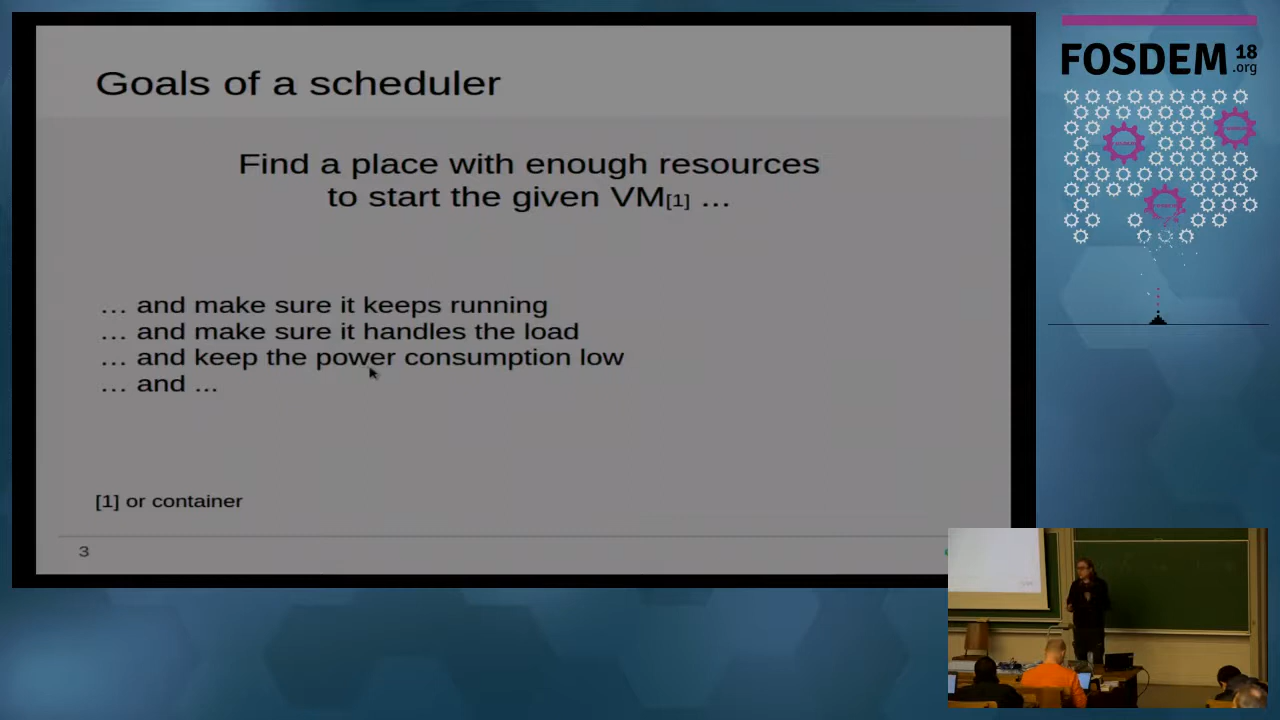 Goals of a scheduler
Find a place with enough resources
to start the given VM[1] ...
… and make sure it keeps running
… and make sure it handles the load
… and keep the power consumption low
… and ...
[1] or container
3
FOSDEM 18
.org